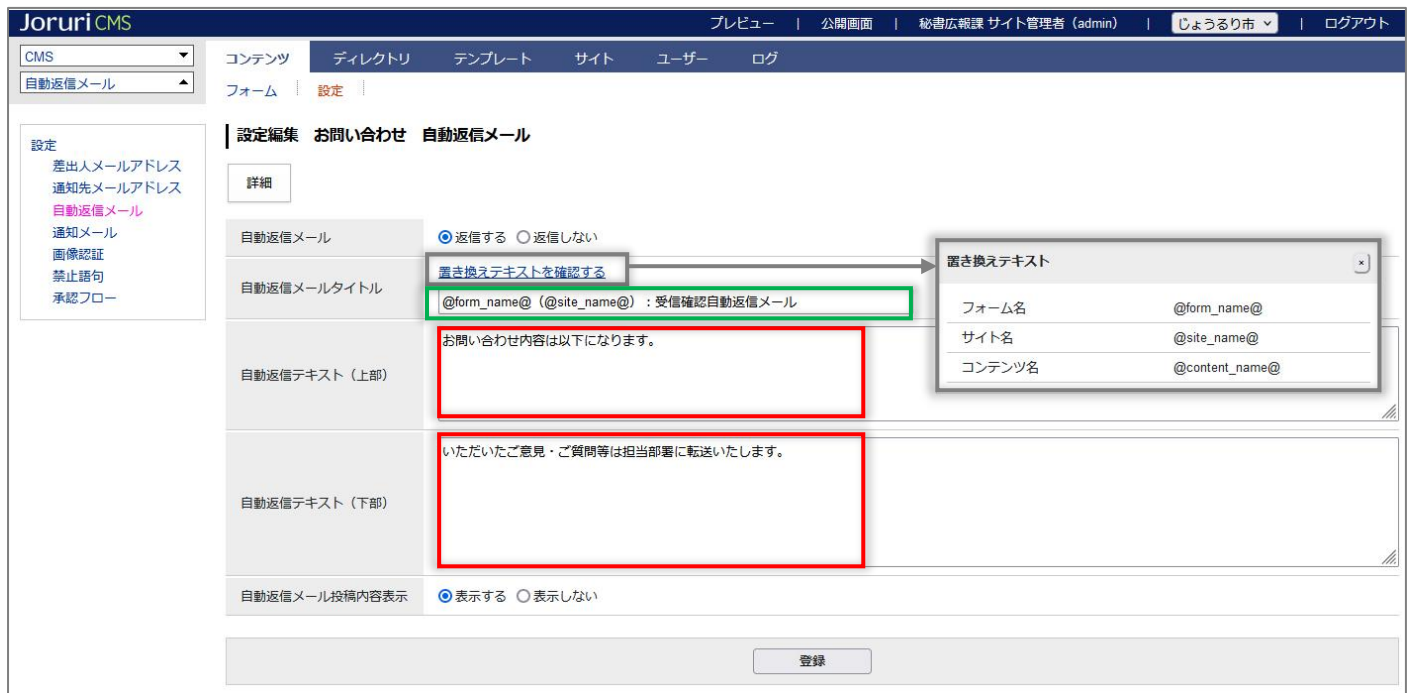 Joruri CMS
プレビュー | 公開画面 | 秘書広報課 サイト管理者（admin） | じょうるり市 | ログアウト
CMS
自動返信メール
コンテンツ ディレクトリ テンプレート サイト ユーザー ログ
フォーム 設定
設定
差出人メールアドレス
通知先メールアドレス
自動返信メール
通知メール
画像認証
禁止語句
承認フロー
設定編集 お問い合わせ 自動返信メール
詳細
自動返信メール 返信する 返信しない
自動返信メールタイトル
置き換えテキストを確認する
@form_name@（@site_name@）：受信確認自動返信メール
置き換えテキスト ×
フォーム名 @form_name@
サイト名 @site_name@
コンテンツ名 @content_name@
自動返信テキスト（上部）
お問い合わせ内容は以下になります。
自動返信テキスト（下部）
いただいたご意見・ご質問等は担当部署に転送いたします。
自動返信メール投稿内容表示 表示する 表示しない
登録